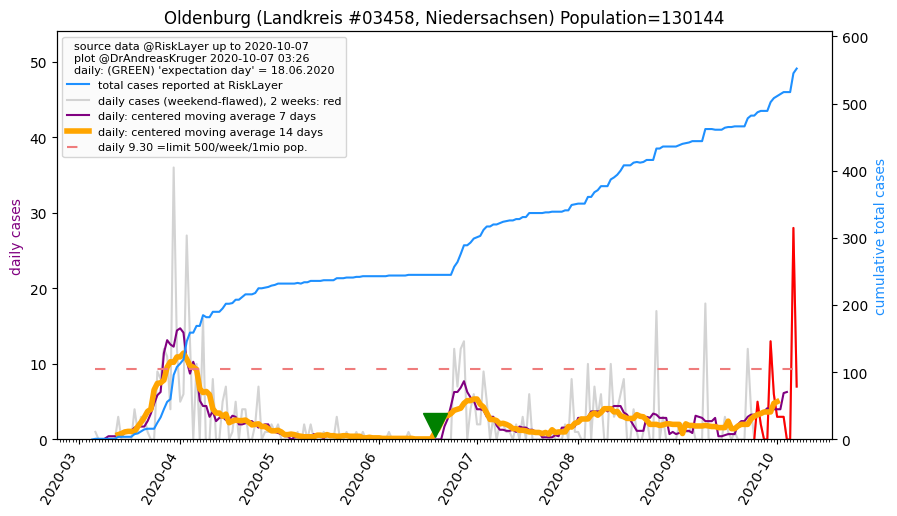 Oldenburg (Landkreis #03458, Niedersachsen) Population=130144
source data @RiskLayer up to 2020-10-07
plot @DrAndreasKruger 2020-10-07 03:26
daily: (GREEN) 'expectation day' = 18.06.2020
total cases reported at RiskLayer
daily cases (weekend-flawed), 2 weeks: red
daily: centered moving average 7 days
daily: centered moving average 14 days
daily 9.30 =limit 500/week/1mio pop.
daily cases
50
40
30
20
10
0
cumulative total cases
600
500
400
300
200
100
0
2020-03
2020-04
2020-05
2020-06
2020-07
2020-08
2020-09
2020-10